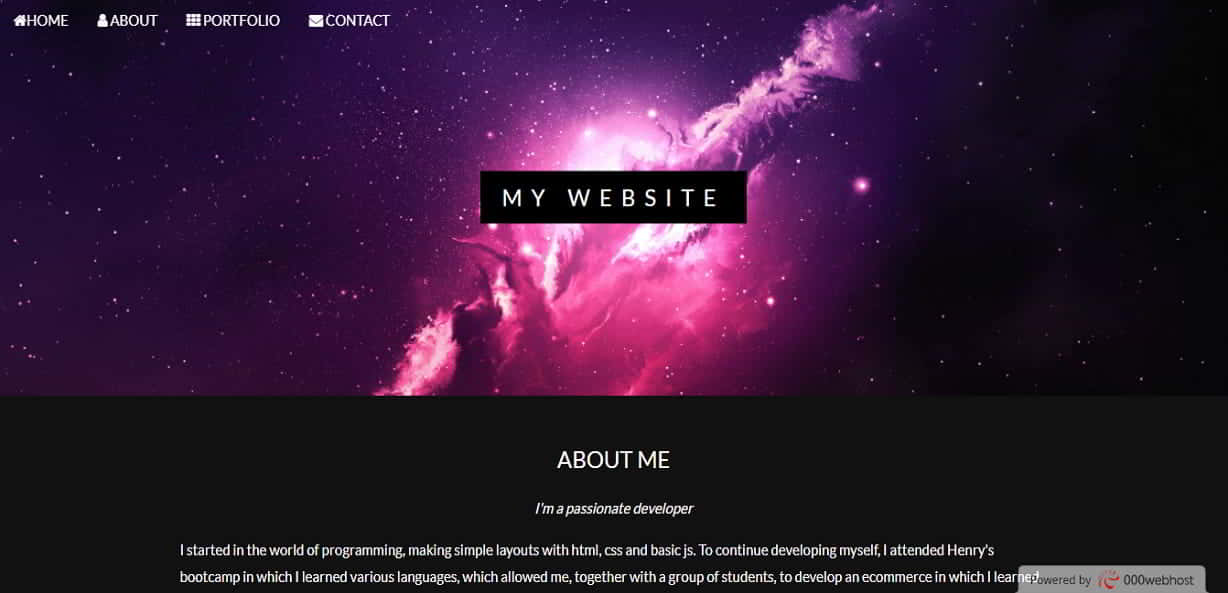 HOME ABOUT PORTFOLIO CONTACT
MY WEBSITE
ABOUT ME
I'm a passionate developer
I started in the world of programming, making simple layouts with html, css and basic js. To continue developing myself, I attended Henry's
bootcamp in which I learned various languages, which allowed me, together with a group of students, to develop an ecommerce in which I learned
Powered by 000webhost